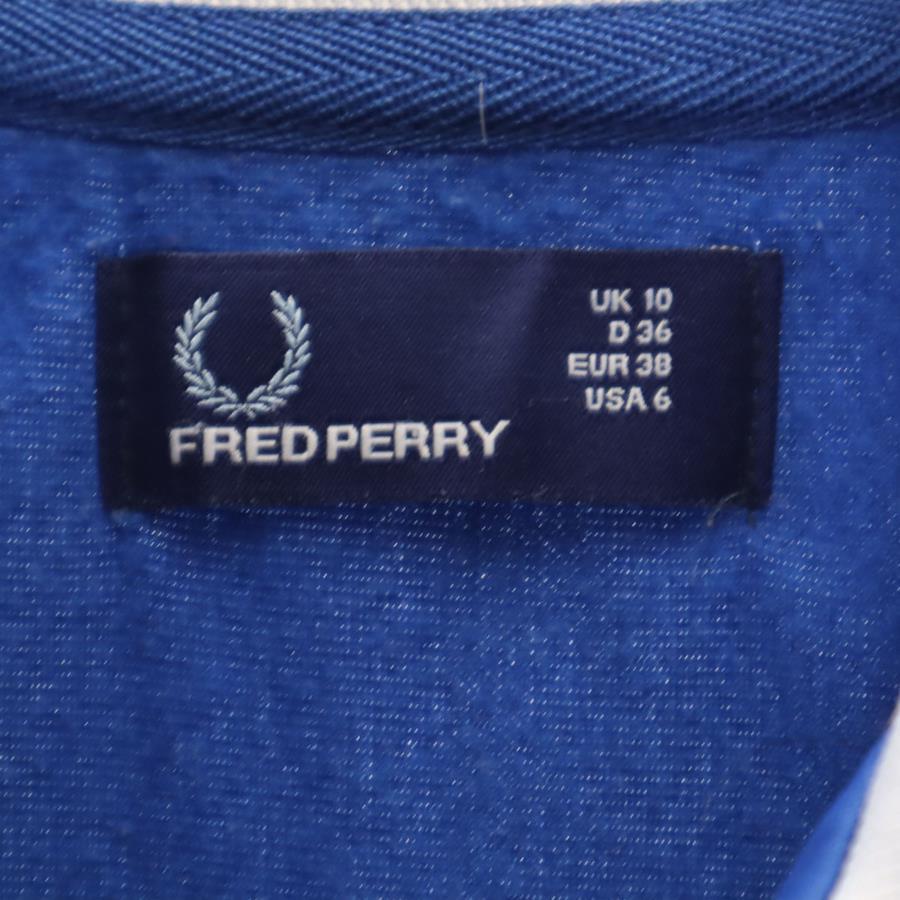 FRED PERRY
UK 10
D 36
EUR 38
USA 6